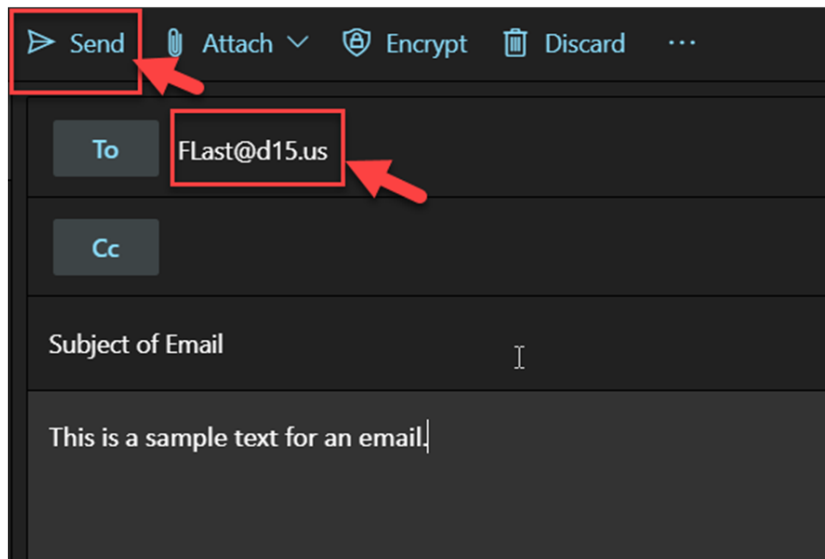 Send Attach Encrypt Discard ...
To FLast@d15.us
Cc
Subject of Email
This is a sample text for an email.